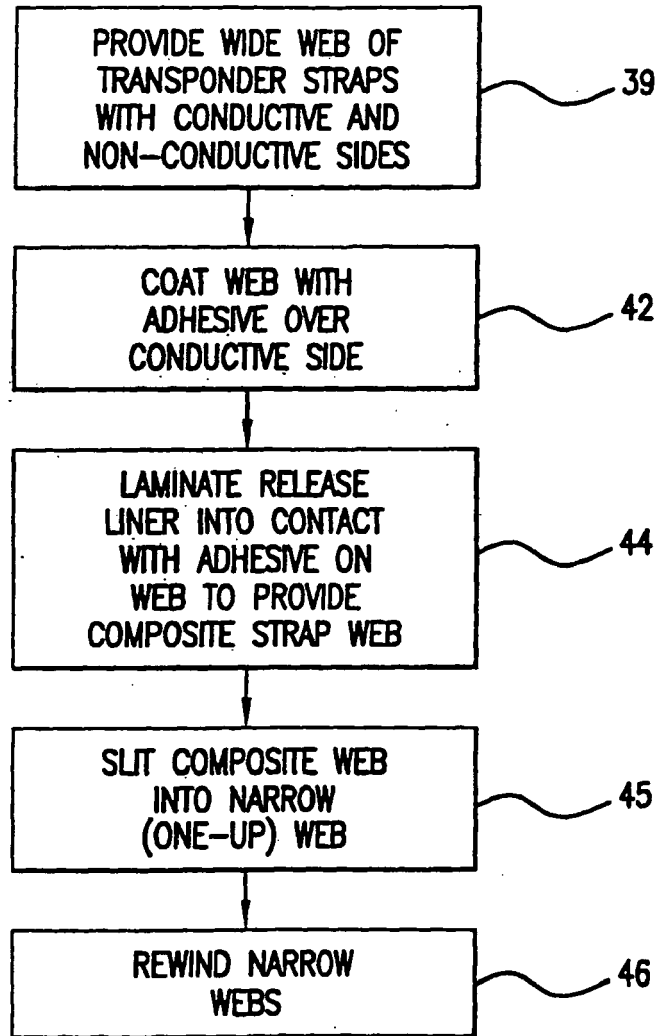 PROVIDE WIDE WEB OF
TRANSPONDER STRAPS
WITH CONDUCTIVE AND
NON-CONDUCTIVE SIDES
39
COAT WEB WITH
ADHESIVE OVER
CONDUCTIVE SIDE
42
LAMINATE RELEASE
LINER INTO CONTACT
WITH ADHESIVE ON
WEB TO PROVIDE
COMPOSITE STRAP WEB
44
SLIT COMPOSITE WEB
INTO NARROW
(ONE-UP) WEB
45
REWIND NARROW
WEBS
46